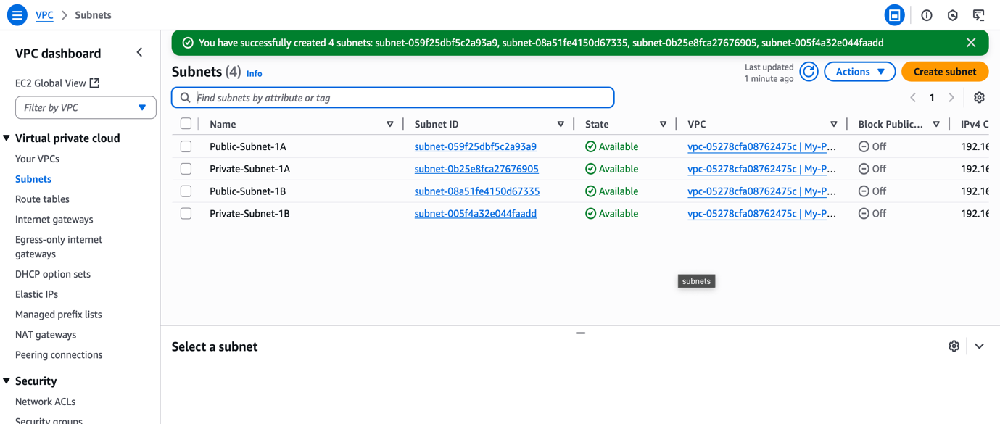 VPC > Subnets
You have successfully created 4 subnets: subnet-059f25dbf5c2a93a9, subnet-08a51fe4150d67335, subnet-0b25e8fca27676905, subnet-005f4a32e044faadd
VPC dashboard
EC2 Global View
Filter by VPC
Virtual private cloud
Your VPCs
Subnets
Route tables
Internet gateways
Egress-only internet
gateways
DHCP option sets
Elastic IPs
Managed prefix lists
NAT gateways
Peering connections
Security
Network ACLs
Security groups
Subnets (4) Info
Last updated
1 minute ago
Actions
Create subnet
Find subnets by attribute or tag
1
Name Subnet ID State VPC Block Public... IPv4 C
Public-Subnet-1A subnet-059f25dbf5c2a93a9 Available vpc-05278cfa08762475c | My-P... Off 192.16
Private-Subnet-1A subnet-0b25e8fca27676905 Available vpc-05278cfa08762475c | My-P... Off 192.16
Public-Subnet-1B subnet-08a51fe4150d67335 Available vpc-05278cfa08762475c | My-P... Off 192.16
Private-Subnet-1B subnet-005f4a32e044faadd Available vpc-05278cfa08762475c | My-P... Off 192.16
subnets
Select a subnet